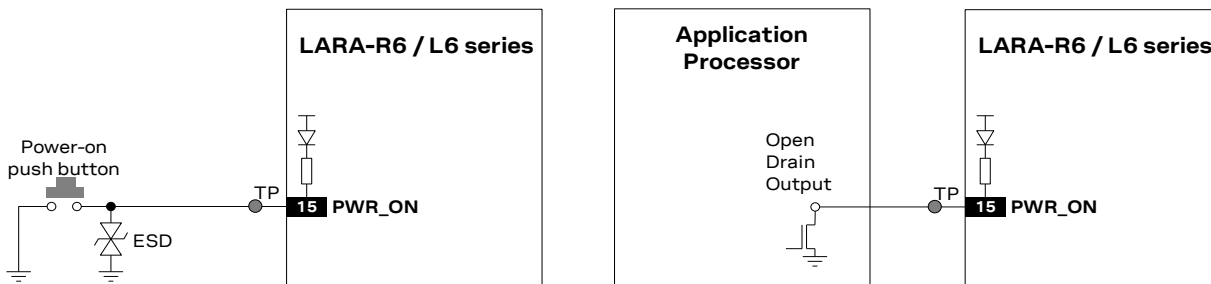 LARA-R6 / L6 series
Power-on
push button
TP
15 PWR_ON
ESD
Application
Processor
Open
Drain
Output
LARA-R6 / L6 series
TP
15 PWR_ON